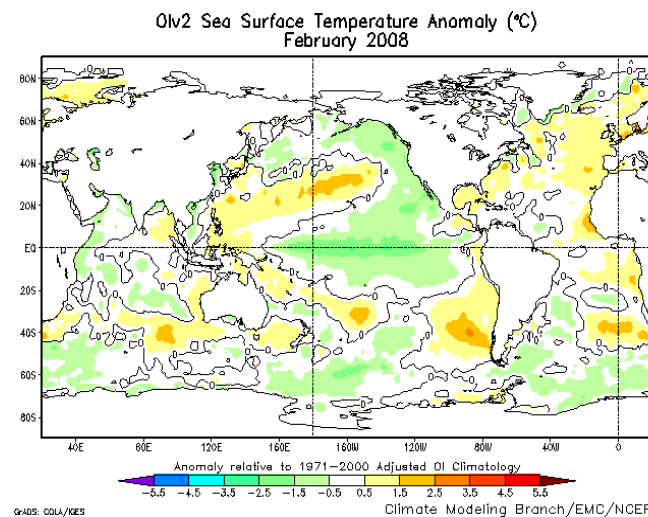 OIv2 Sea Surface Temperature Anomaly (°C)
February 2008
80N
60N
40N
20N
EQ
20S
40S
60S
80S
40E 80E 120E 160E 160W 120W 80W 40W 0
Anomaly relative to 1971-2000 Adjusted OI Climatology
-5.5 -4.5 -3.5 -2.5 -1.5 -0.5 0.5 1.5 2.5 3.5 4.5 5.5
GrADS: COLA/IGES
Climate Modeling Branch/EMC/NCEP